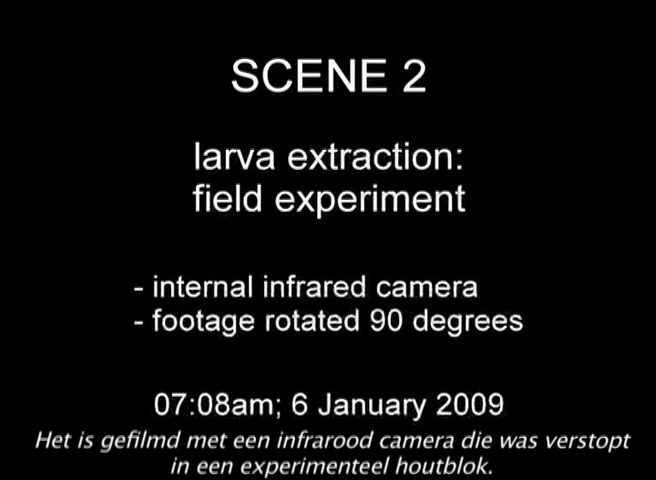 SCENE 2
larva extraction:
field experiment
- internal infrared camera
- footage rotated 90 degrees
07:08am; 6 January 2009
Het is gefilmd met een infrarood camera die was verstopt
in een experimenteel houtblok.